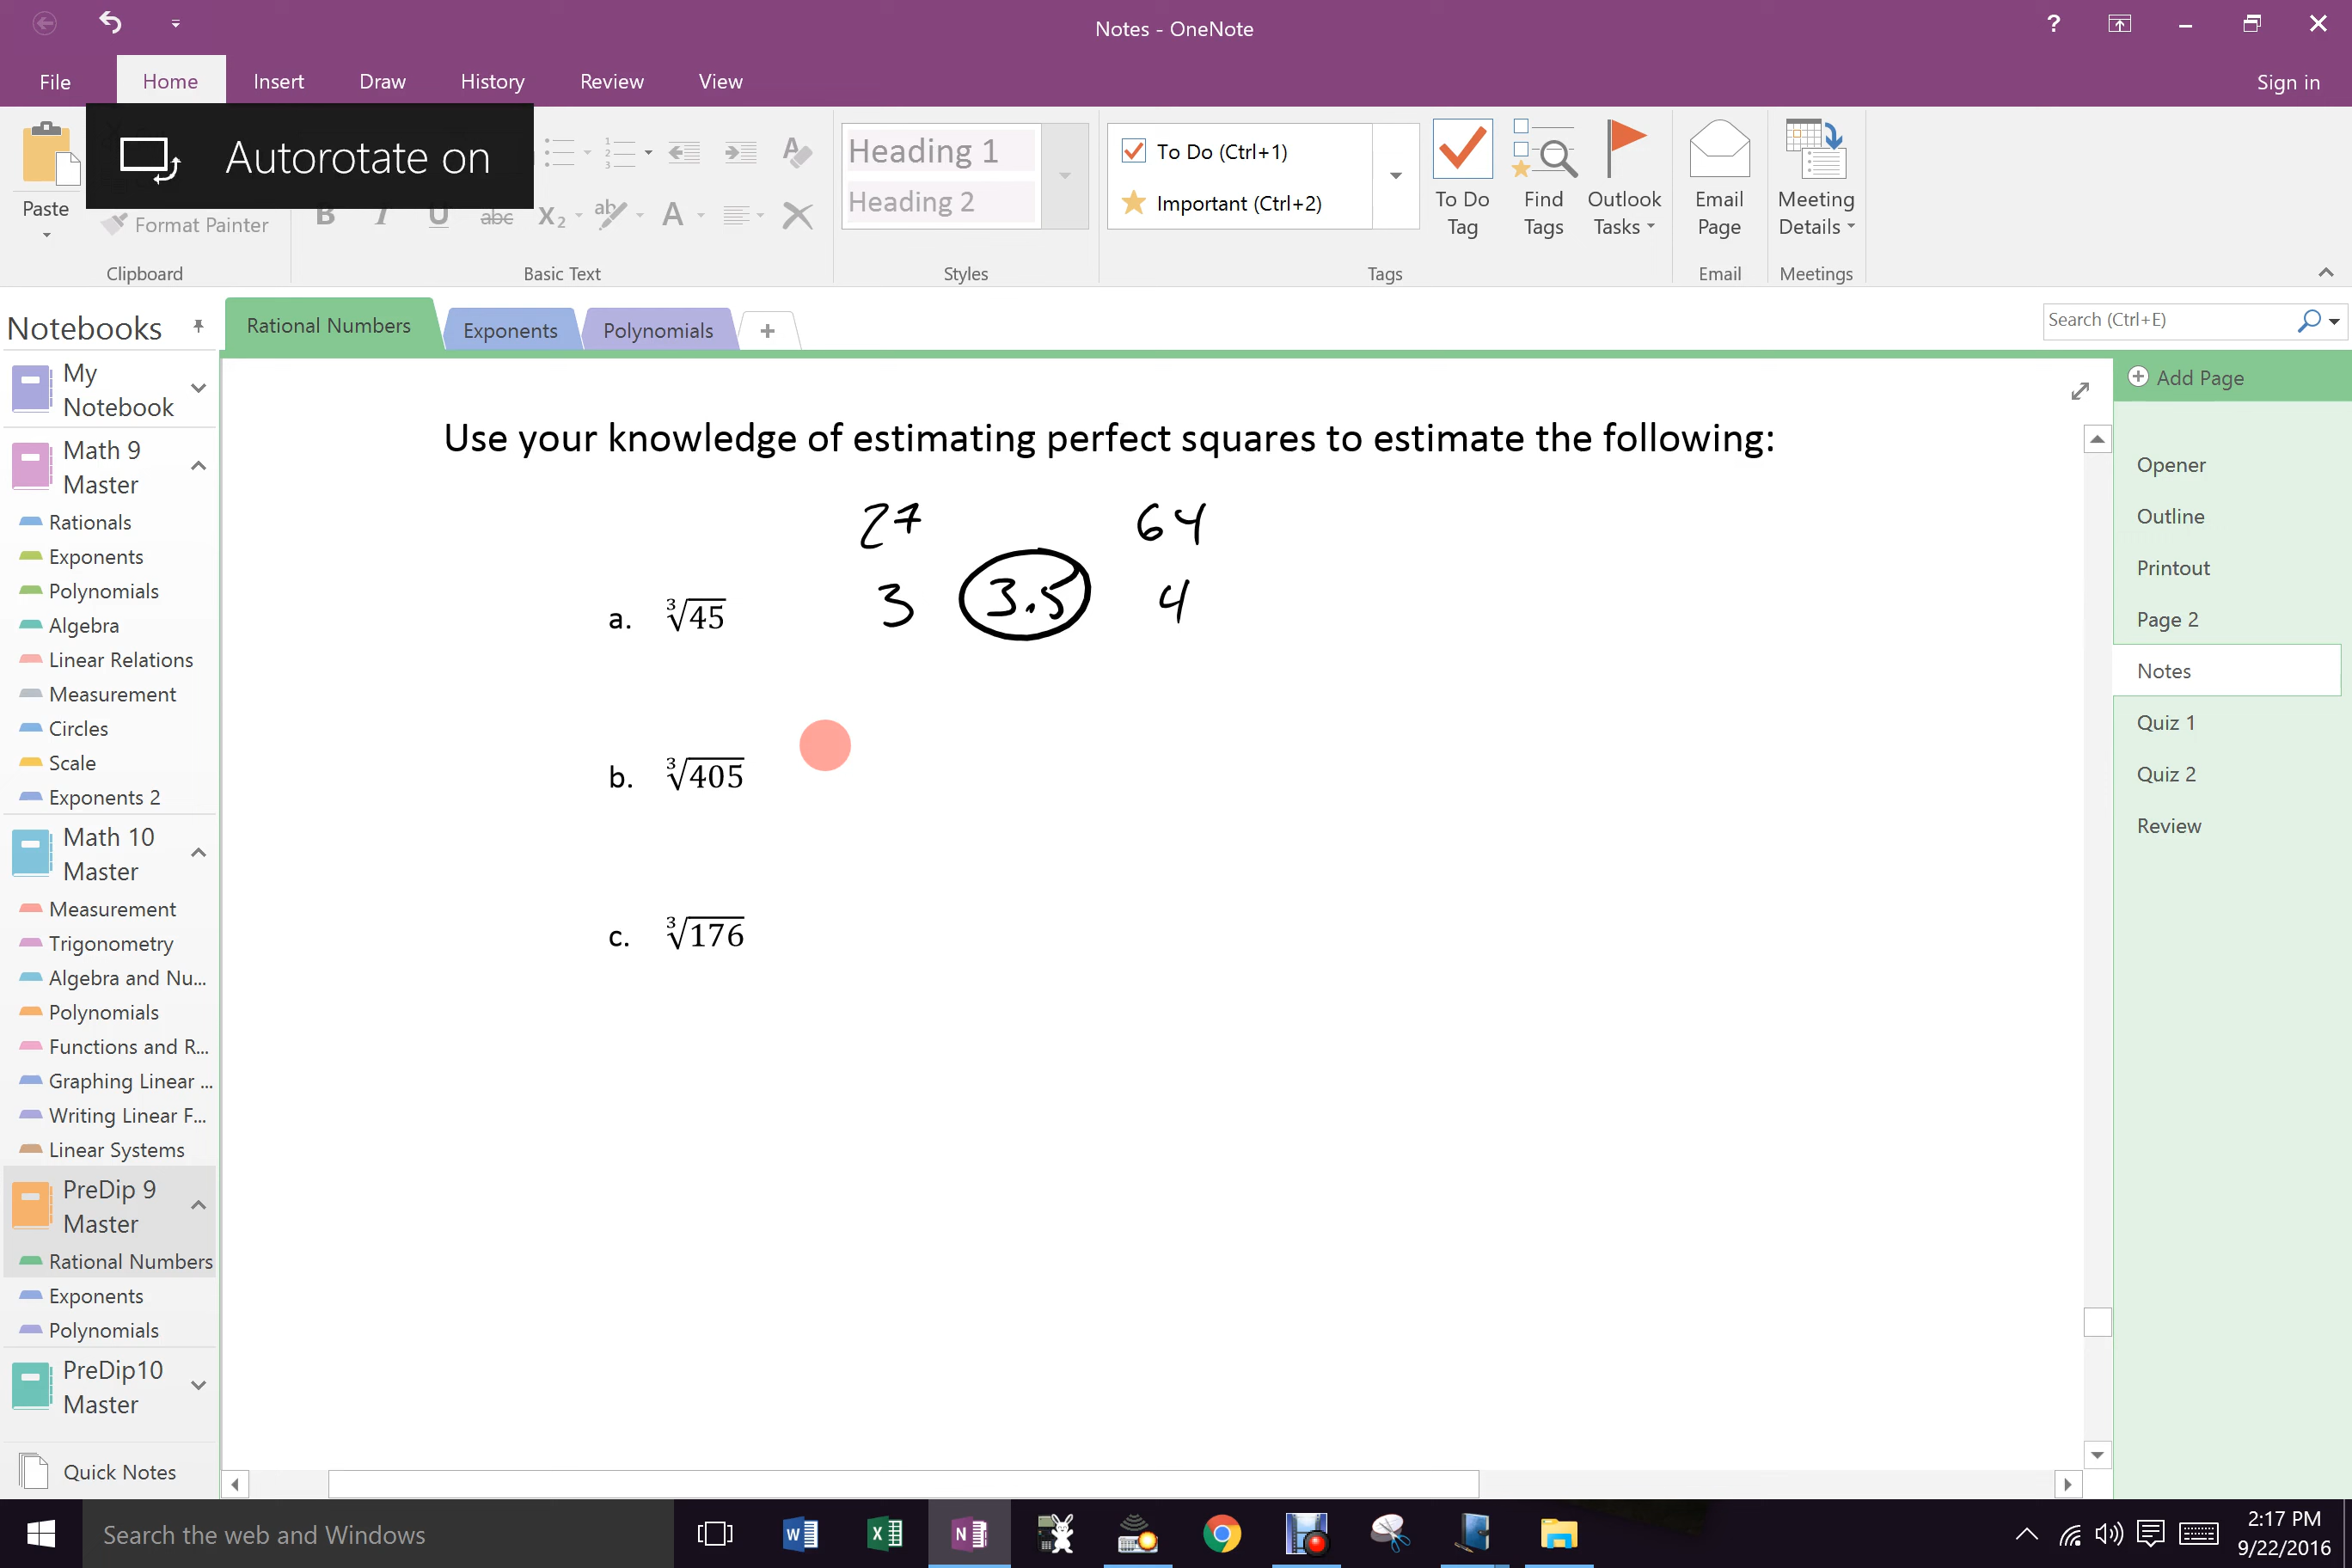 Notes - OneNote
?
File Home Insert Draw History Review View Sign in
Autorotate on
Paste
Format Painter
B I U abc X₂ ab A
Clipboard
Basic Text
Heading 1
Heading 2
Styles
To Do (Ctrl+1)
Important (Ctrl+2)
Tags
To Do Tag
Find Tags
Outlook Tasks
Email Page
Email
Meeting Details
Meetings
Notebooks
Rational Numbers
Exponents
Polynomials
+
Search (Ctrl+E)
My Notebook
Math 9 Master
Rationals
Exponents
Polynomials
Algebra
Linear Relations
Measurement
Circles
Scale
Exponents 2
Math 10 Master
Measurement
Trigonometry
Algebra and Nu...
Polynomials
Functions and R...
Graphing Linear ...
Writing Linear F...
Linear Systems
PreDip 9 Master
Rational Numbers
Exponents
Polynomials
PreDip10 Master
Quick Notes
Use your knowledge of estimating perfect squares to estimate the following:
27 64
a. ∛45 3 3.5 4
b. ∛405
c. ∛176
Add Page
Opener
Outline
Printout
Page 2
Notes
Quiz 1
Quiz 2
Review
Search the web and Windows
2:17 PM
9/22/2016